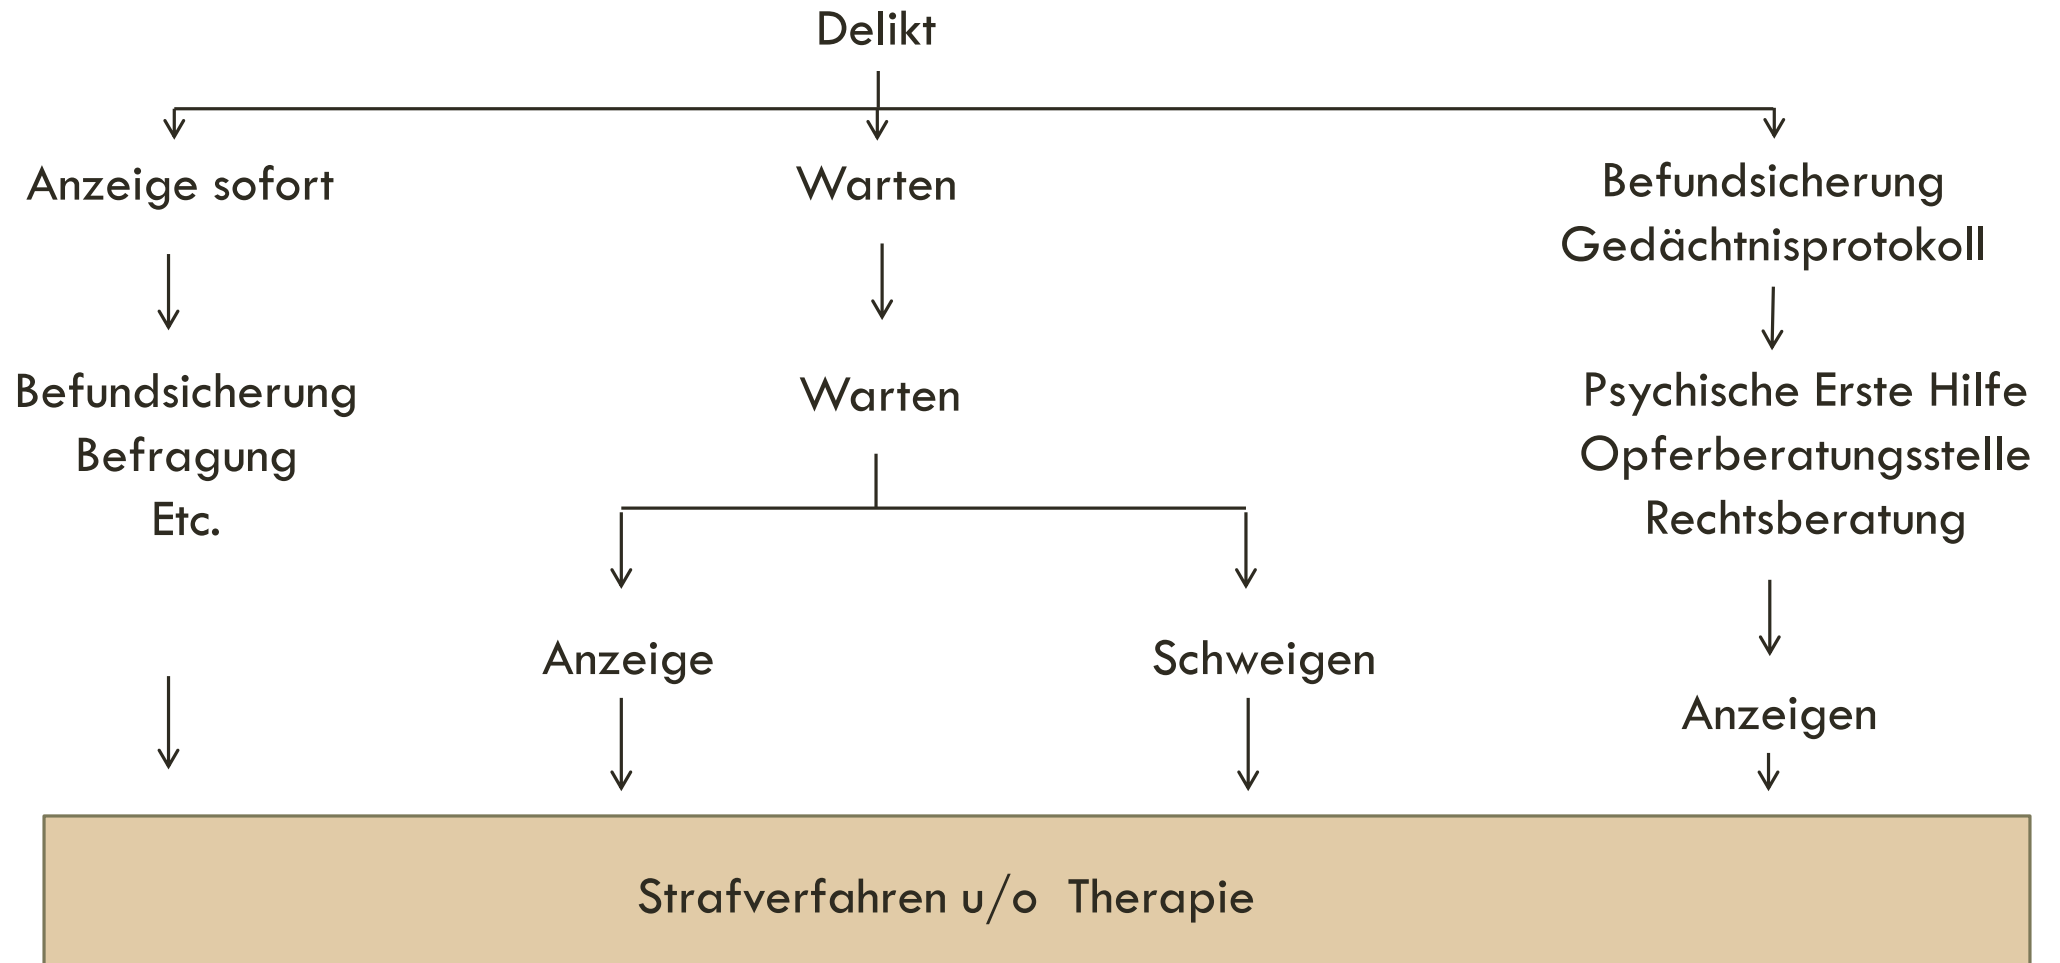 Delikt
Anzeige sofort
Warten
Befundsicherung
Gedächtnisprotokoll
Befundsicherung
Befragung
Etc.
Warten
Psychische Erste Hilfe
Opferberatungsstelle
Rechtsberatung
Anzeige
Schweigen
Anzeigen
Strafverfahren u/o Therapie